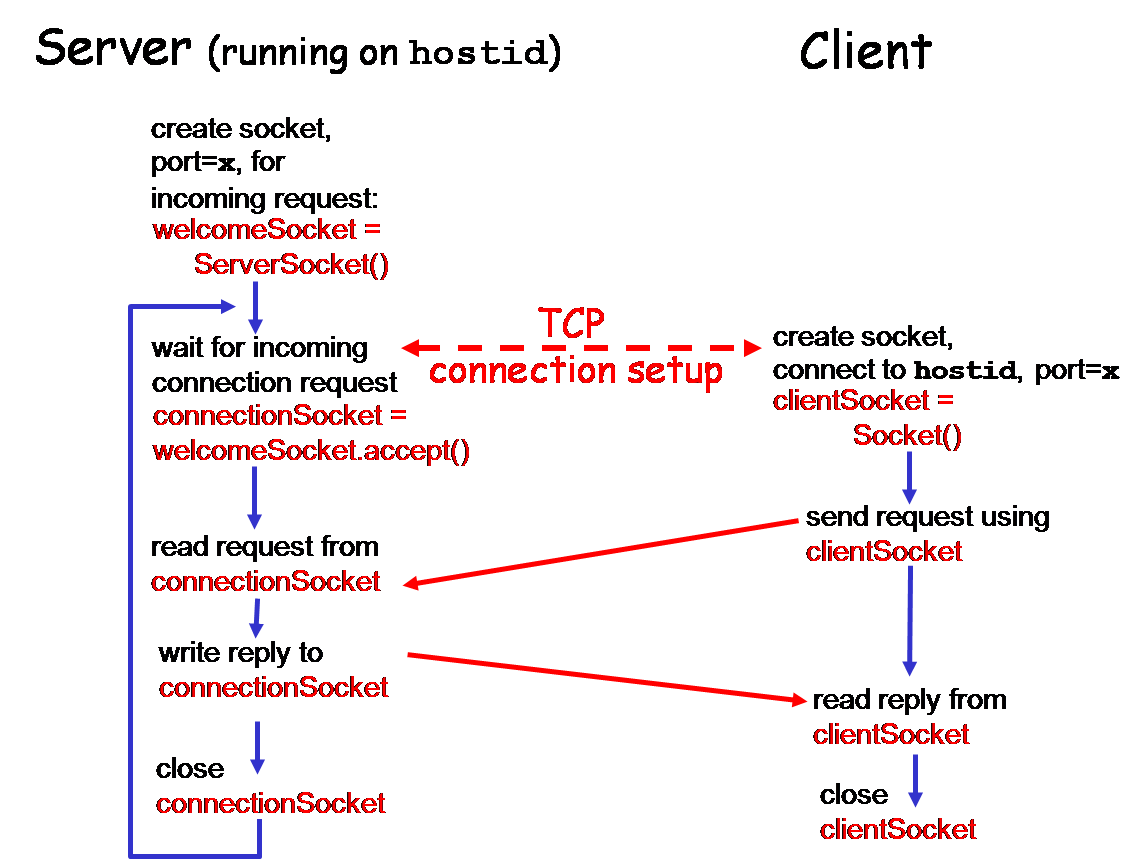 Server (running on hostid)
Client
create socket,
port=x, for
incoming request:
welcomeSocket =
ServerSocket()
TCP
connection setup
wait for incoming
connection request
connectionSocket =
welcomeSocket.accept()
create socket,
connect to hostid, port=x
clientSocket =
Socket()
send request using
clientSocket
read request from
connectionSocket
write reply to
connectionSocket
read reply from
clientSocket
close
connectionSocket
close
clientSocket